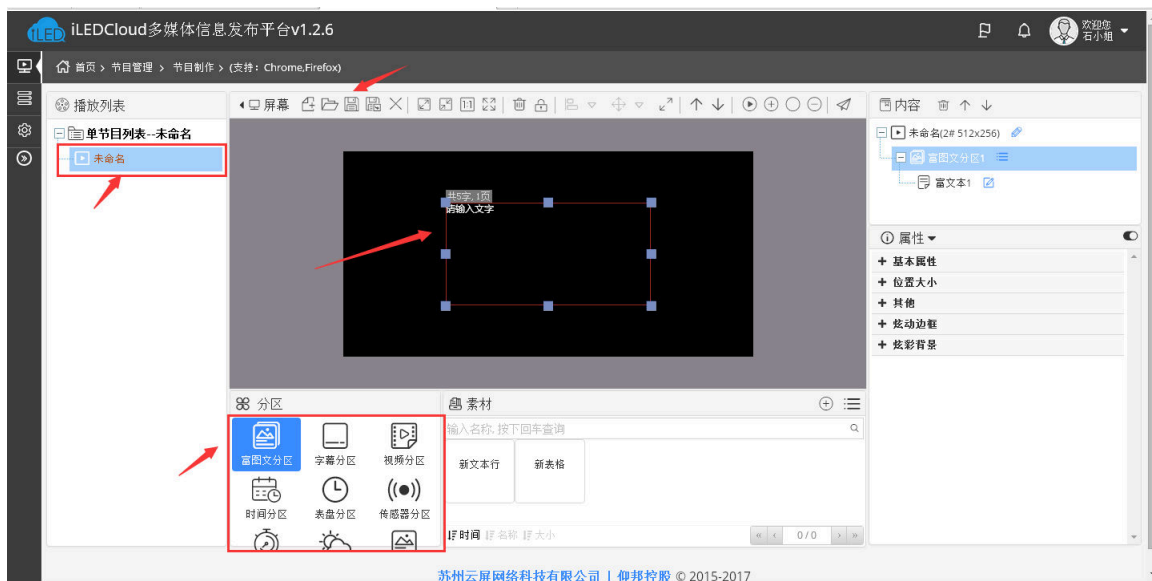 iLED iLEDCloud多媒体信息发布平台v1.2.6
欢迎您
石小姐
首页 > 节目管理 > 节目制作 > (支持: Chrome,Firefox)
播放列表
单节目列表--未命名
未命名
屏幕
1:1
共5字, 1页
请输入文字
内容
未命名(2# 512x256)
富图文分区1
富文本1
属性
+ 基本属性
+ 位置大小
+ 其他
+ 炫动边框
+ 炫彩背景
分区
富图文分区
字幕分区
视频分区
时间分区
表盘分区
传感器分区
素材
输入名称, 按下回车查询
新文本行
新表格
时间 名称 大小
« ‹ 0/0 › »
苏州云屏网络科技有限公司 | 仰邦控股 © 2015-2017